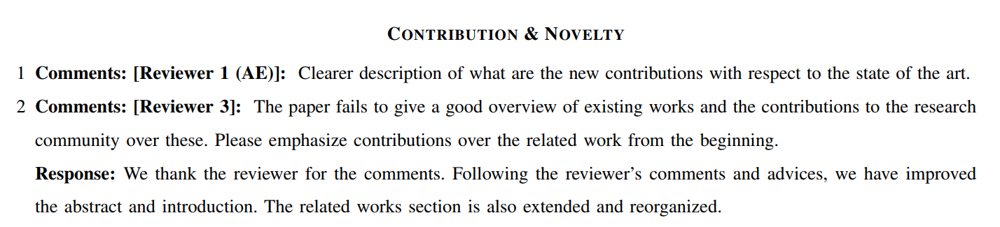 CONTRIBUTION & NOVELTY
1 Comments: [Reviewer 1 (AE)]: Clearer description of what are the new contributions with respect to the state of the art.
2 Comments: [Reviewer 3]: The paper fails to give a good overview of existing works and the contributions to the research
community over these. Please emphasize contributions over the related work from the beginning.
Response: We thank the reviewer for the comments. Following the reviewer’s comments and advices, we have improved
the abstract and introduction. The related works section is also extended and reorganized.